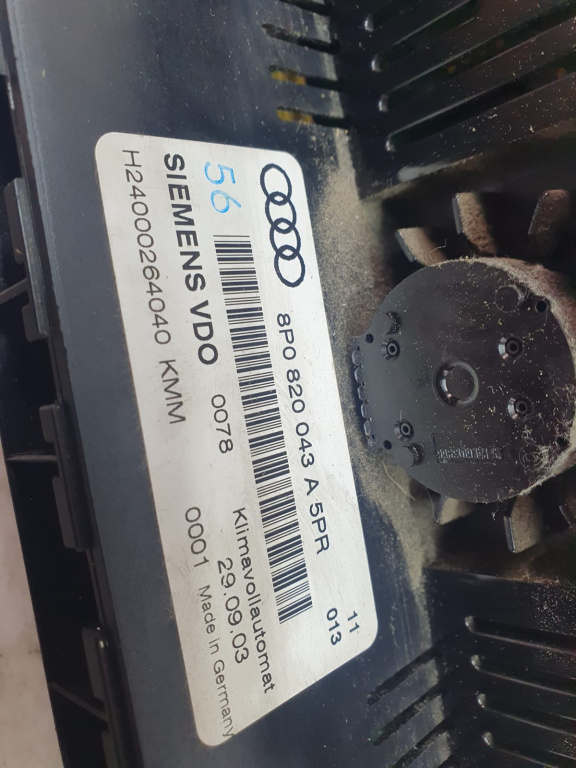 8P0 820 043 A 5PR
11
013
56
Klimavollautomat
SIEMENS VDO 0078 29.09.03
H24000264040 KMM 0001 Made in Germany